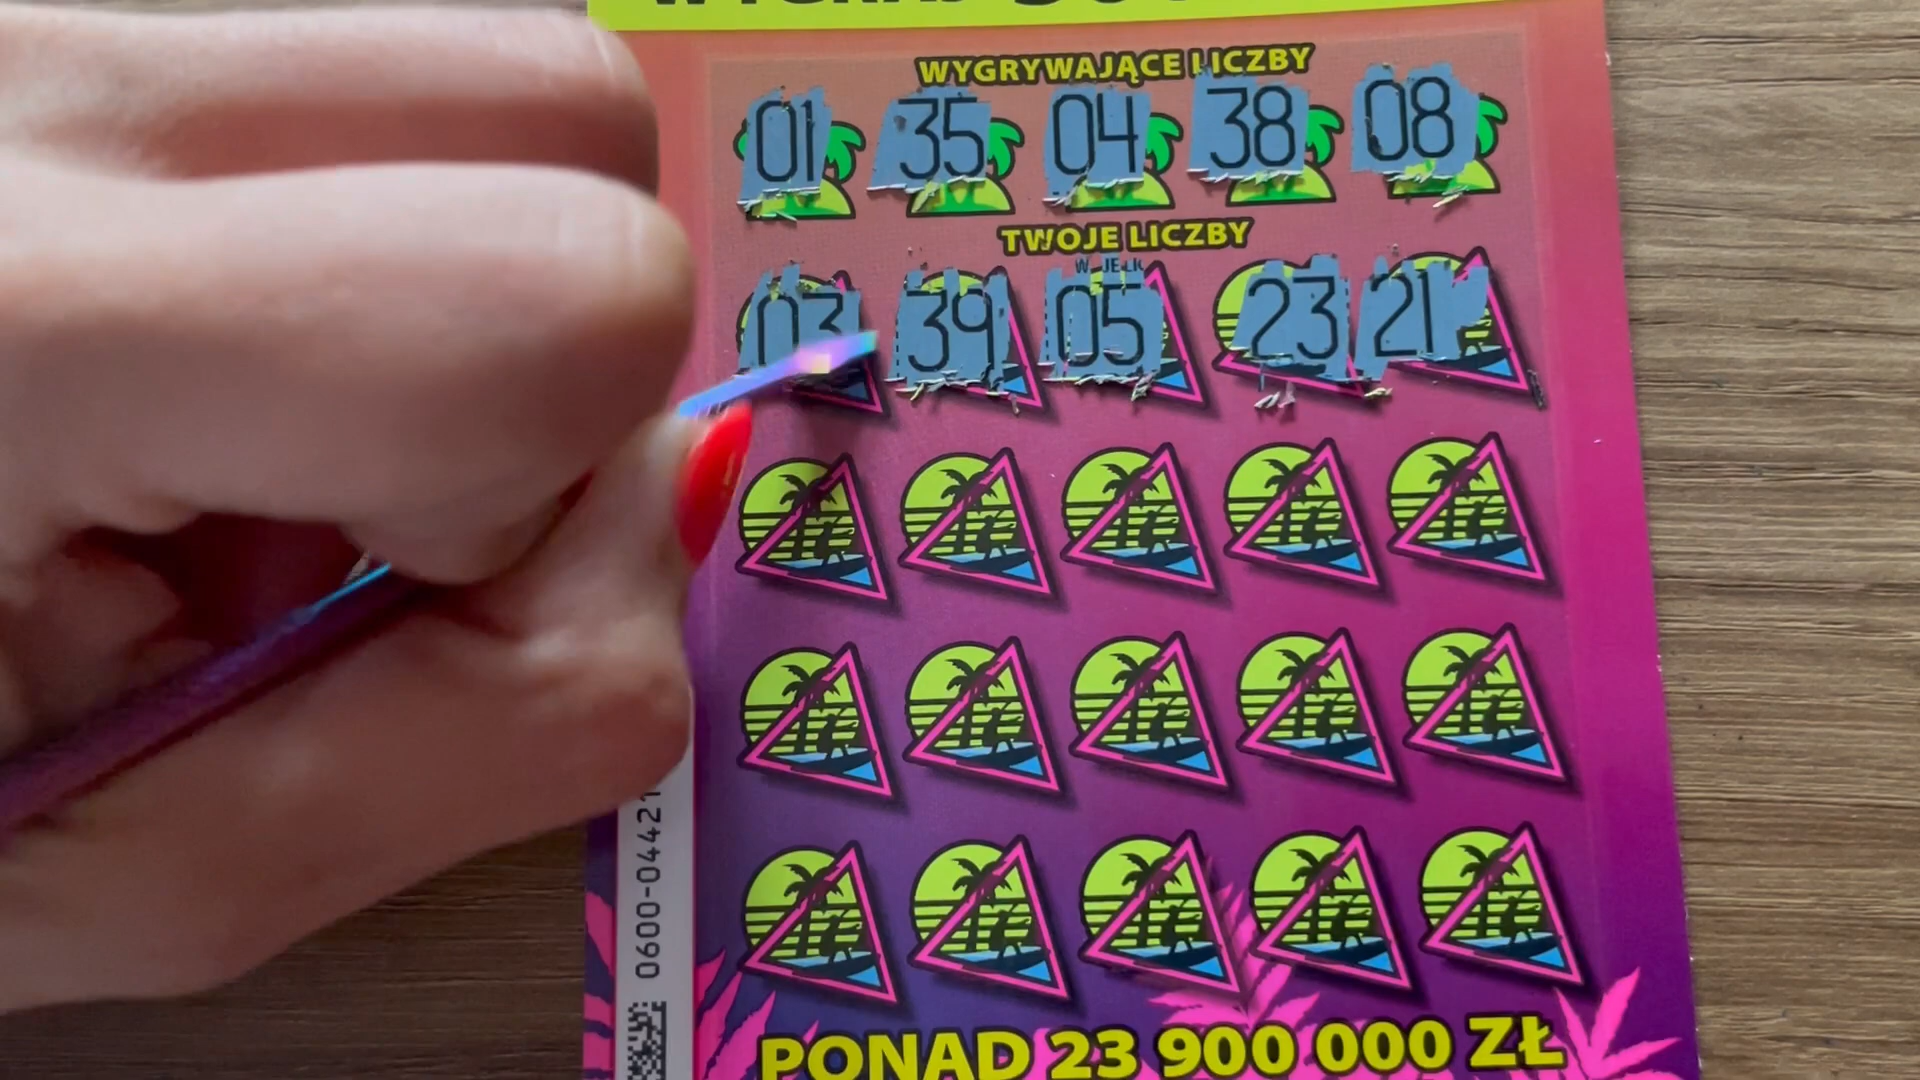 WYGRYWAJĄCE LICZBY
01 35 04 38 08
TWOJE LICZBY
03 39 05 23 21
0600-04421
PONAD 23 900 000 ZŁ